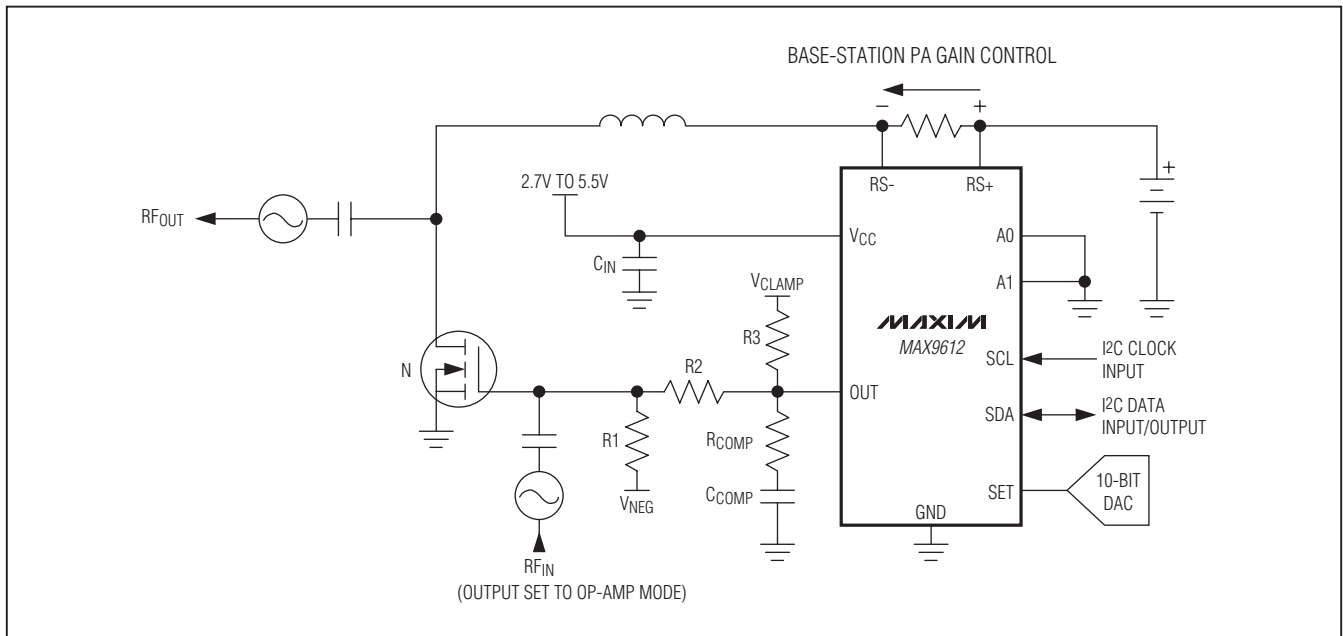 BASE-STATION PA GAIN CONTROL
− +
RS- RS+
+
2.7V TO 5.5V
RFOUT
VCC
A0
CIN
A1
VCLAMP
MAXIM
MAX9612
R3
SCL
I2C CLOCK
INPUT
N
R2
OUT
SDA
I2C DATA
INPUT/OUTPUT
R1
RCOMP
CCOMP
SET
10-BIT
DAC
VNEG
GND
RFIN
(OUTPUT SET TO OP-AMP MODE)